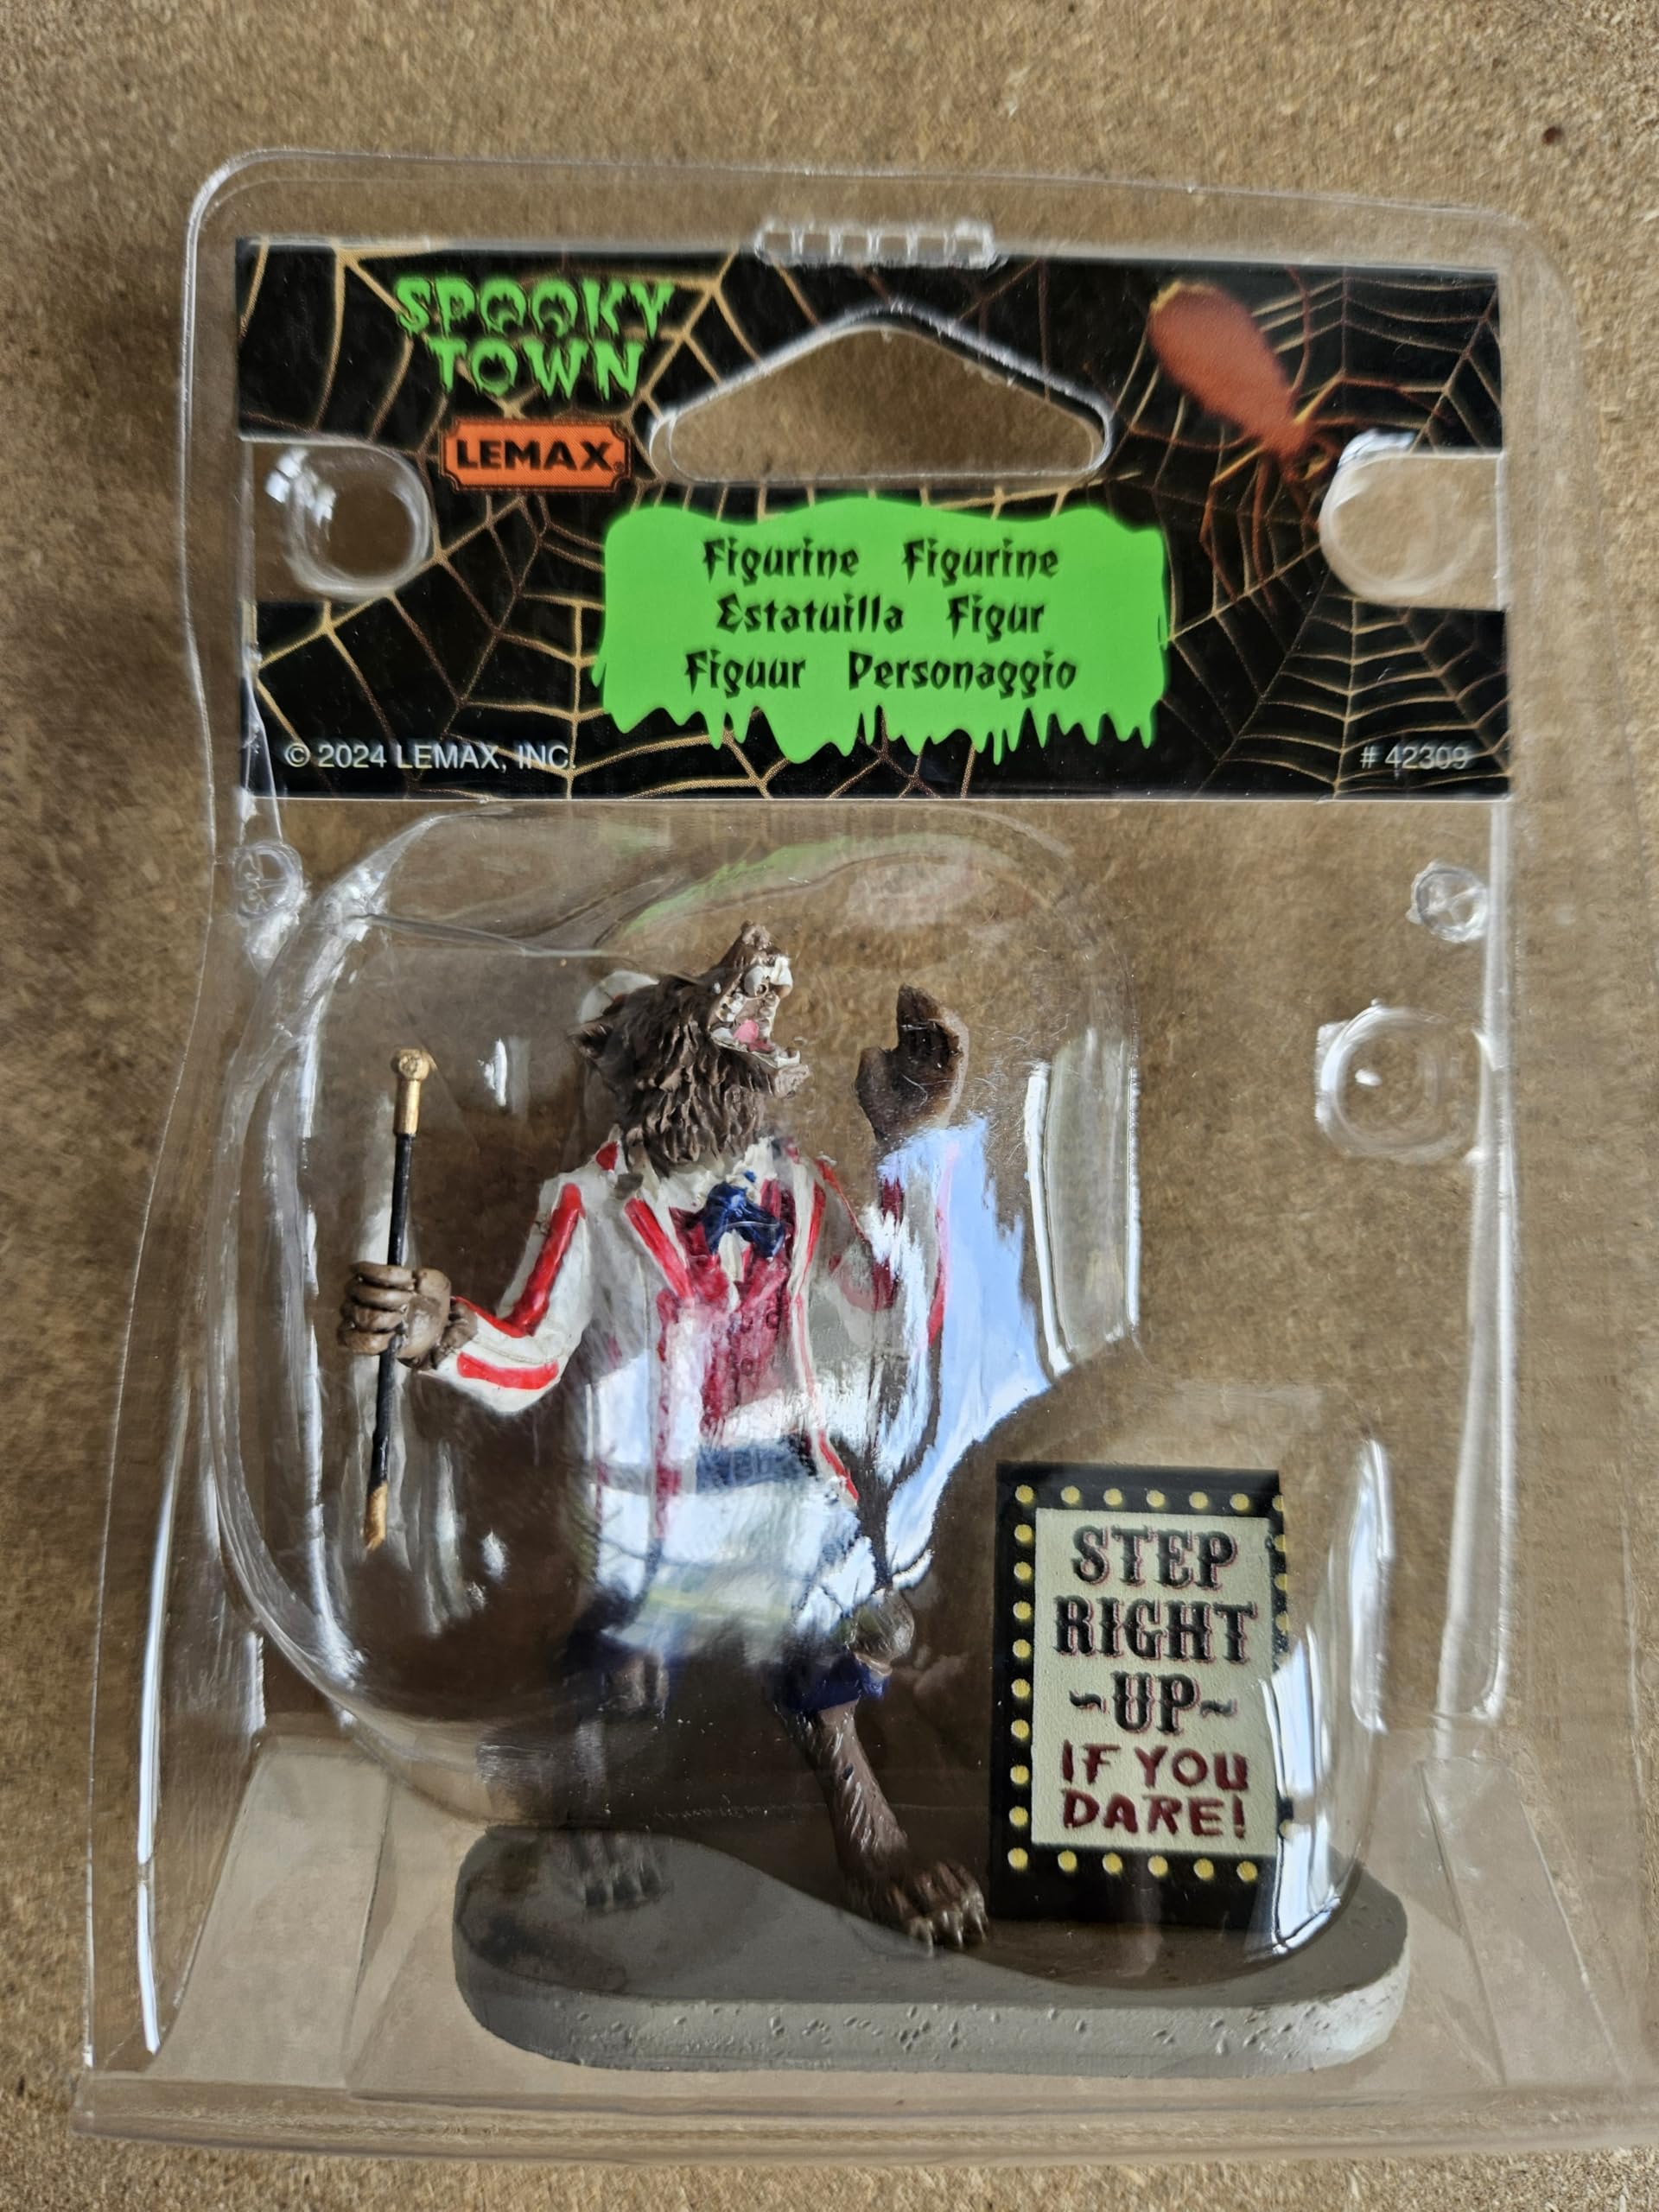 SPOOKY
TOWN
LEMAX
Figurine Figurine
Estatuilla Figur
Figuur Personaggio
© 2024 LEMAX, INC.
# 42309
STEP
RIGHT
~UP~
IF YOU
DARE!